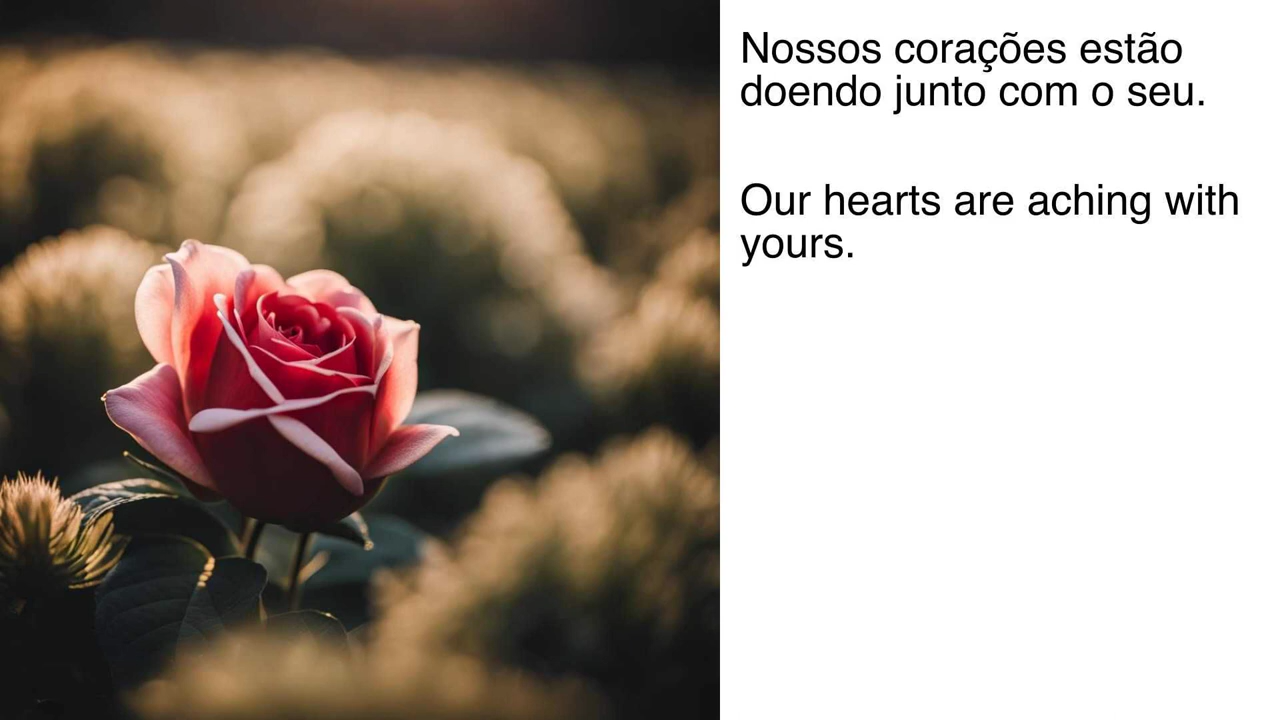 Nossos corações estão
doendo junto com o seu.
Our hearts are aching with
yours.